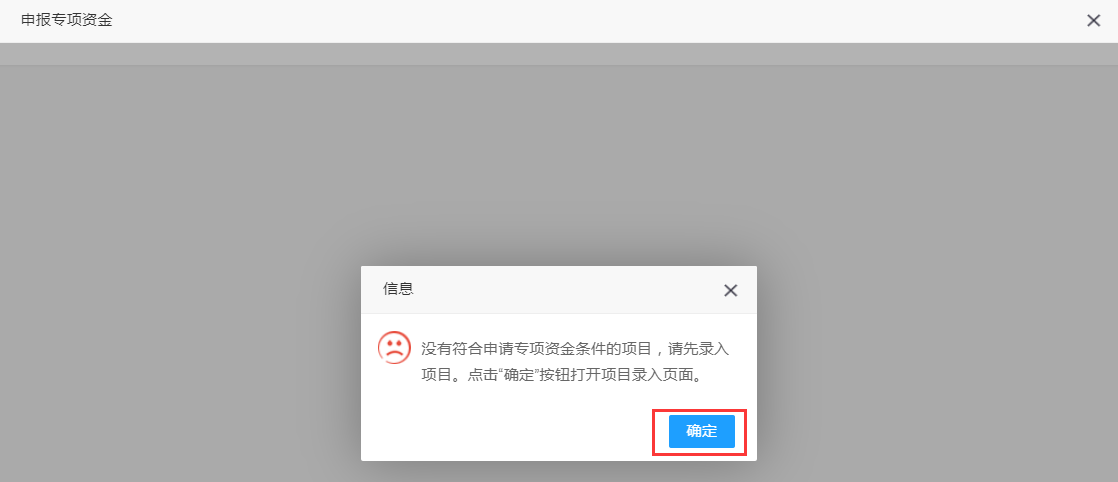 申报专项资金
信息
没有符合申请专项资金条件的项目，请先录入
项目。点击“确定”按钮打开项目录入页面。
确定